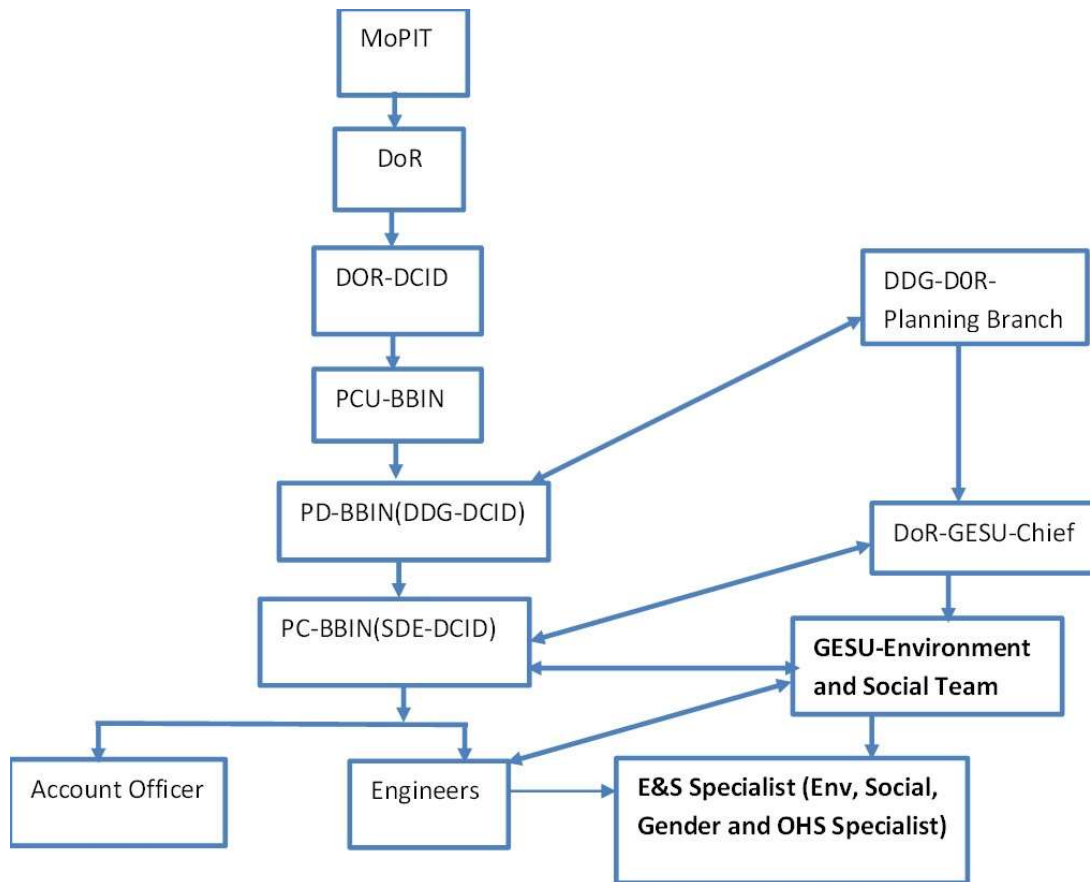 MoPIT
DoR
DOR-DCID
DDG-D0R-
Planning Branch
PCU-BBIN
PD-BBIN(DDG-DCID)
DoR-GESU-Chief
PC-BBIN(SDE-DCID)
GESU-Environment
and Social Team
Account Officer
Engineers
E&S Specialist (Env, Social,
Gender and OHS Specialist)